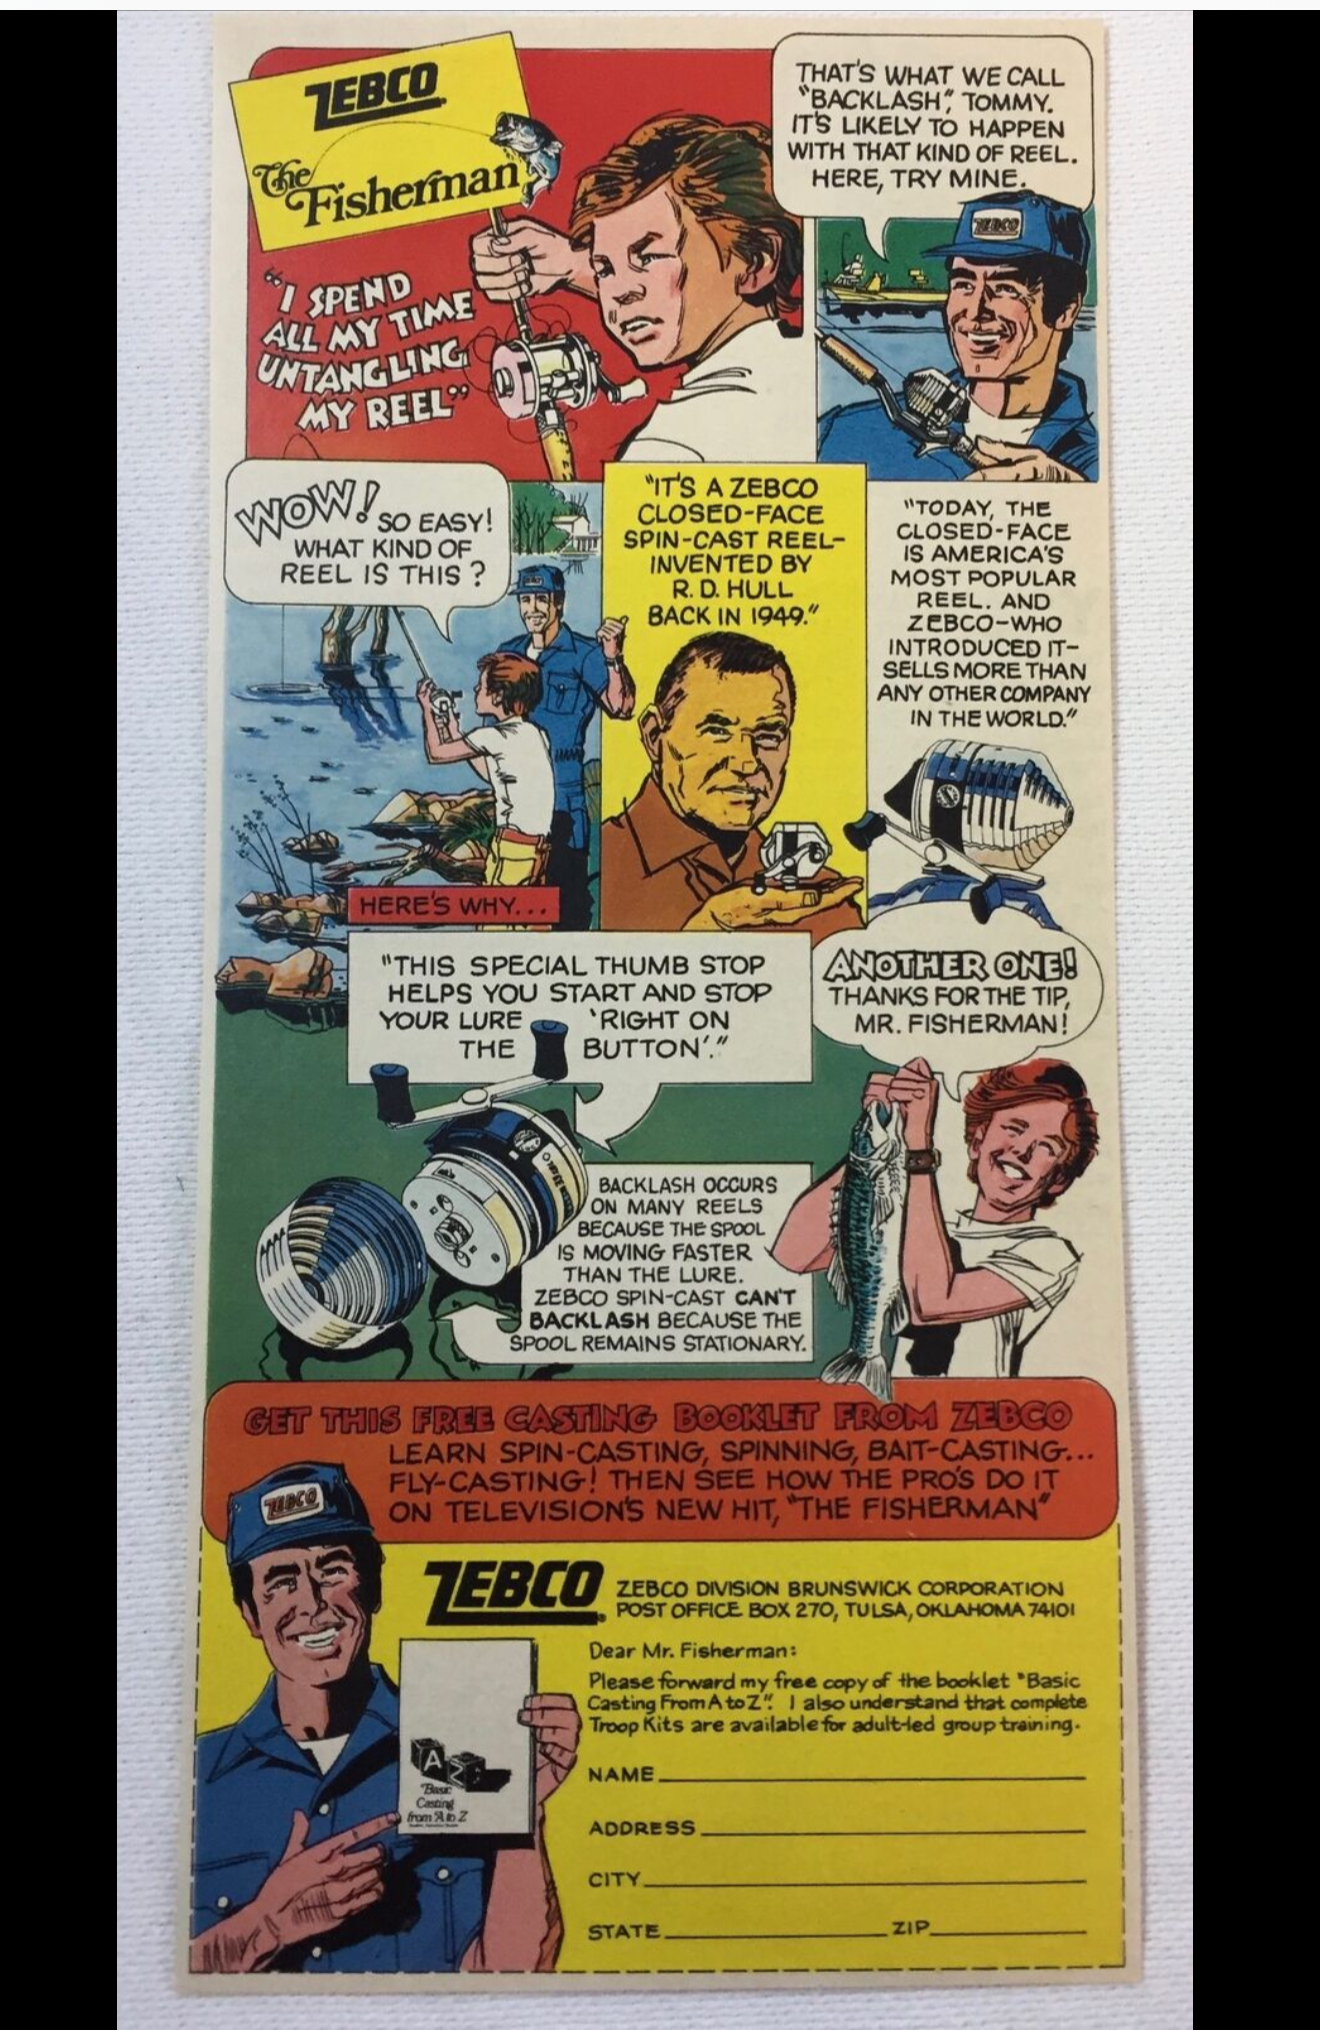 ZEBCO
The
Fisherman
"I SPEND
ALL MY TIME
UNTANGLING
MY REEL"
THAT'S WHAT WE CALL
"BACKLASH", TOMMY.
IT'S LIKELY TO HAPPEN
WITH THAT KIND OF REEL.
HERE, TRY MINE.
ZEBCO
WOW! SO EASY!
WHAT KIND OF
REEL IS THIS?
HERE'S WHY...
"IT'S A ZEBCO
CLOSED-FACE
SPIN-CAST REEL-
INVENTED BY
R. D. HULL
BACK IN 1949."
"TODAY, THE
CLOSED-FACE
IS AMERICA'S
MOST POPULAR
REEL. AND
ZEBCO-WHO
INTRODUCED IT-
SELLS MORE THAN
ANY OTHER COMPANY
IN THE WORLD."
"THIS SPECIAL THUMB STOP
HELPS YOU START AND STOP
YOUR LURE 'RIGHT ON
THE BUTTON'."
ANOTHER ONE!
THANKS FOR THE TIP,
MR. FISHERMAN!
BACKLASH OCCURS
ON MANY REELS
BECAUSE THE SPOOL
IS MOVING FASTER
THAN THE LURE.
ZEBCO SPIN-CAST CAN'T
BACKLASH BECAUSE THE
SPOOL REMAINS STATIONARY.
GET THIS FREE CASTING BOOKLET FROM ZEBCO
LEARN SPIN-CASTING, SPINNING, BAIT-CASTING...
FLY-CASTING! THEN SEE HOW THE PRO'S DO IT
ON TELEVISION'S NEW HIT, "THE FISHERMAN"
ZEBCO
ZEBCO
ZEBCO DIVISION BRUNSWICK CORPORATION
POST OFFICE BOX 270, TULSA, OKLAHOMA 74101
Dear Mr. Fisherman:
Please forward my free copy of the booklet "Basic
Casting From A to Z". I also understand that complete
Troop Kits are available for adult-led group training.
A Z
"Basic
Casting
from A to Z
NAME
ADDRESS
CITY
STATE ZIP